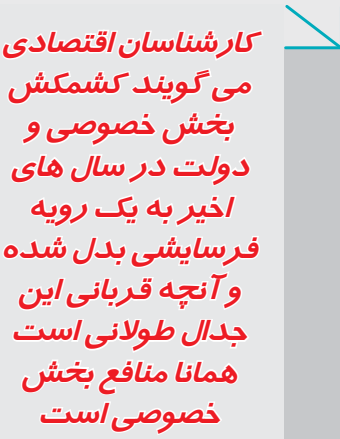 کارشناسان اقتصادی
می گویند کشمکش
بخش خصوصی و
دولت در سال های
اخیر به یک رویه
فرسایشی بدل شده
و آنچه قربانی این
جدال طولانی است
همانا منافع بخش
خصوصی است